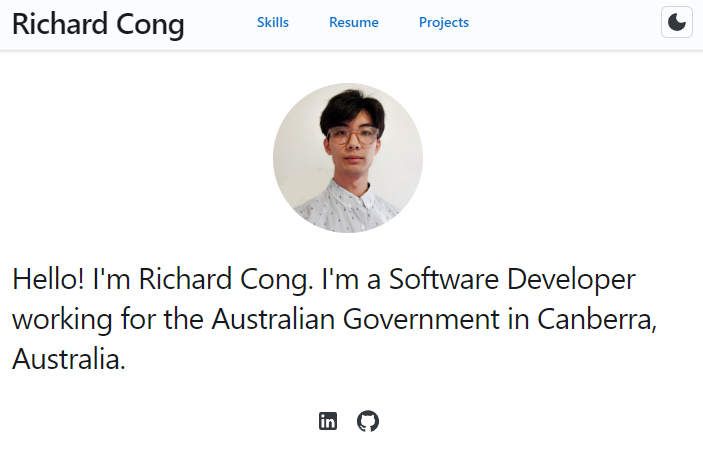 Richard Cong
Skills
Resume
Projects
Hello! I'm Richard Cong. I'm a Software Developer
working for the Australian Government in Canberra,
Australia.
in